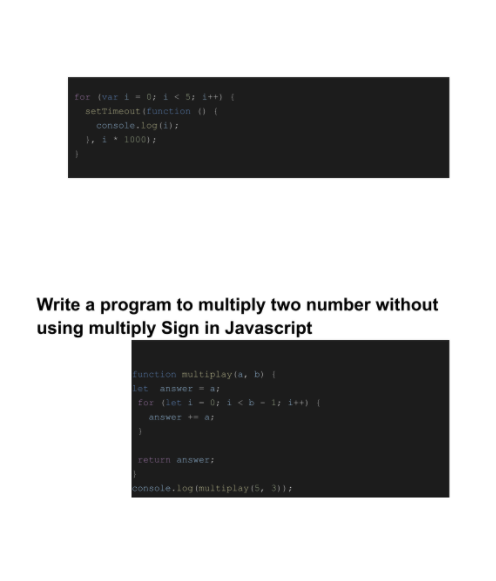 for (var i = 0; i < 5; i++) {
setTimeout(function () {
console.log(i);
}, i * 1000);
}
Write a program to multiply two number without
using multiply Sign in Javascript
function multiplay(a, b) {
let answer = a;
for (let i = 0; i < b - 1; i++) {
answer += a;
}
return answer;
}
console.log(multiplay(5, 3));